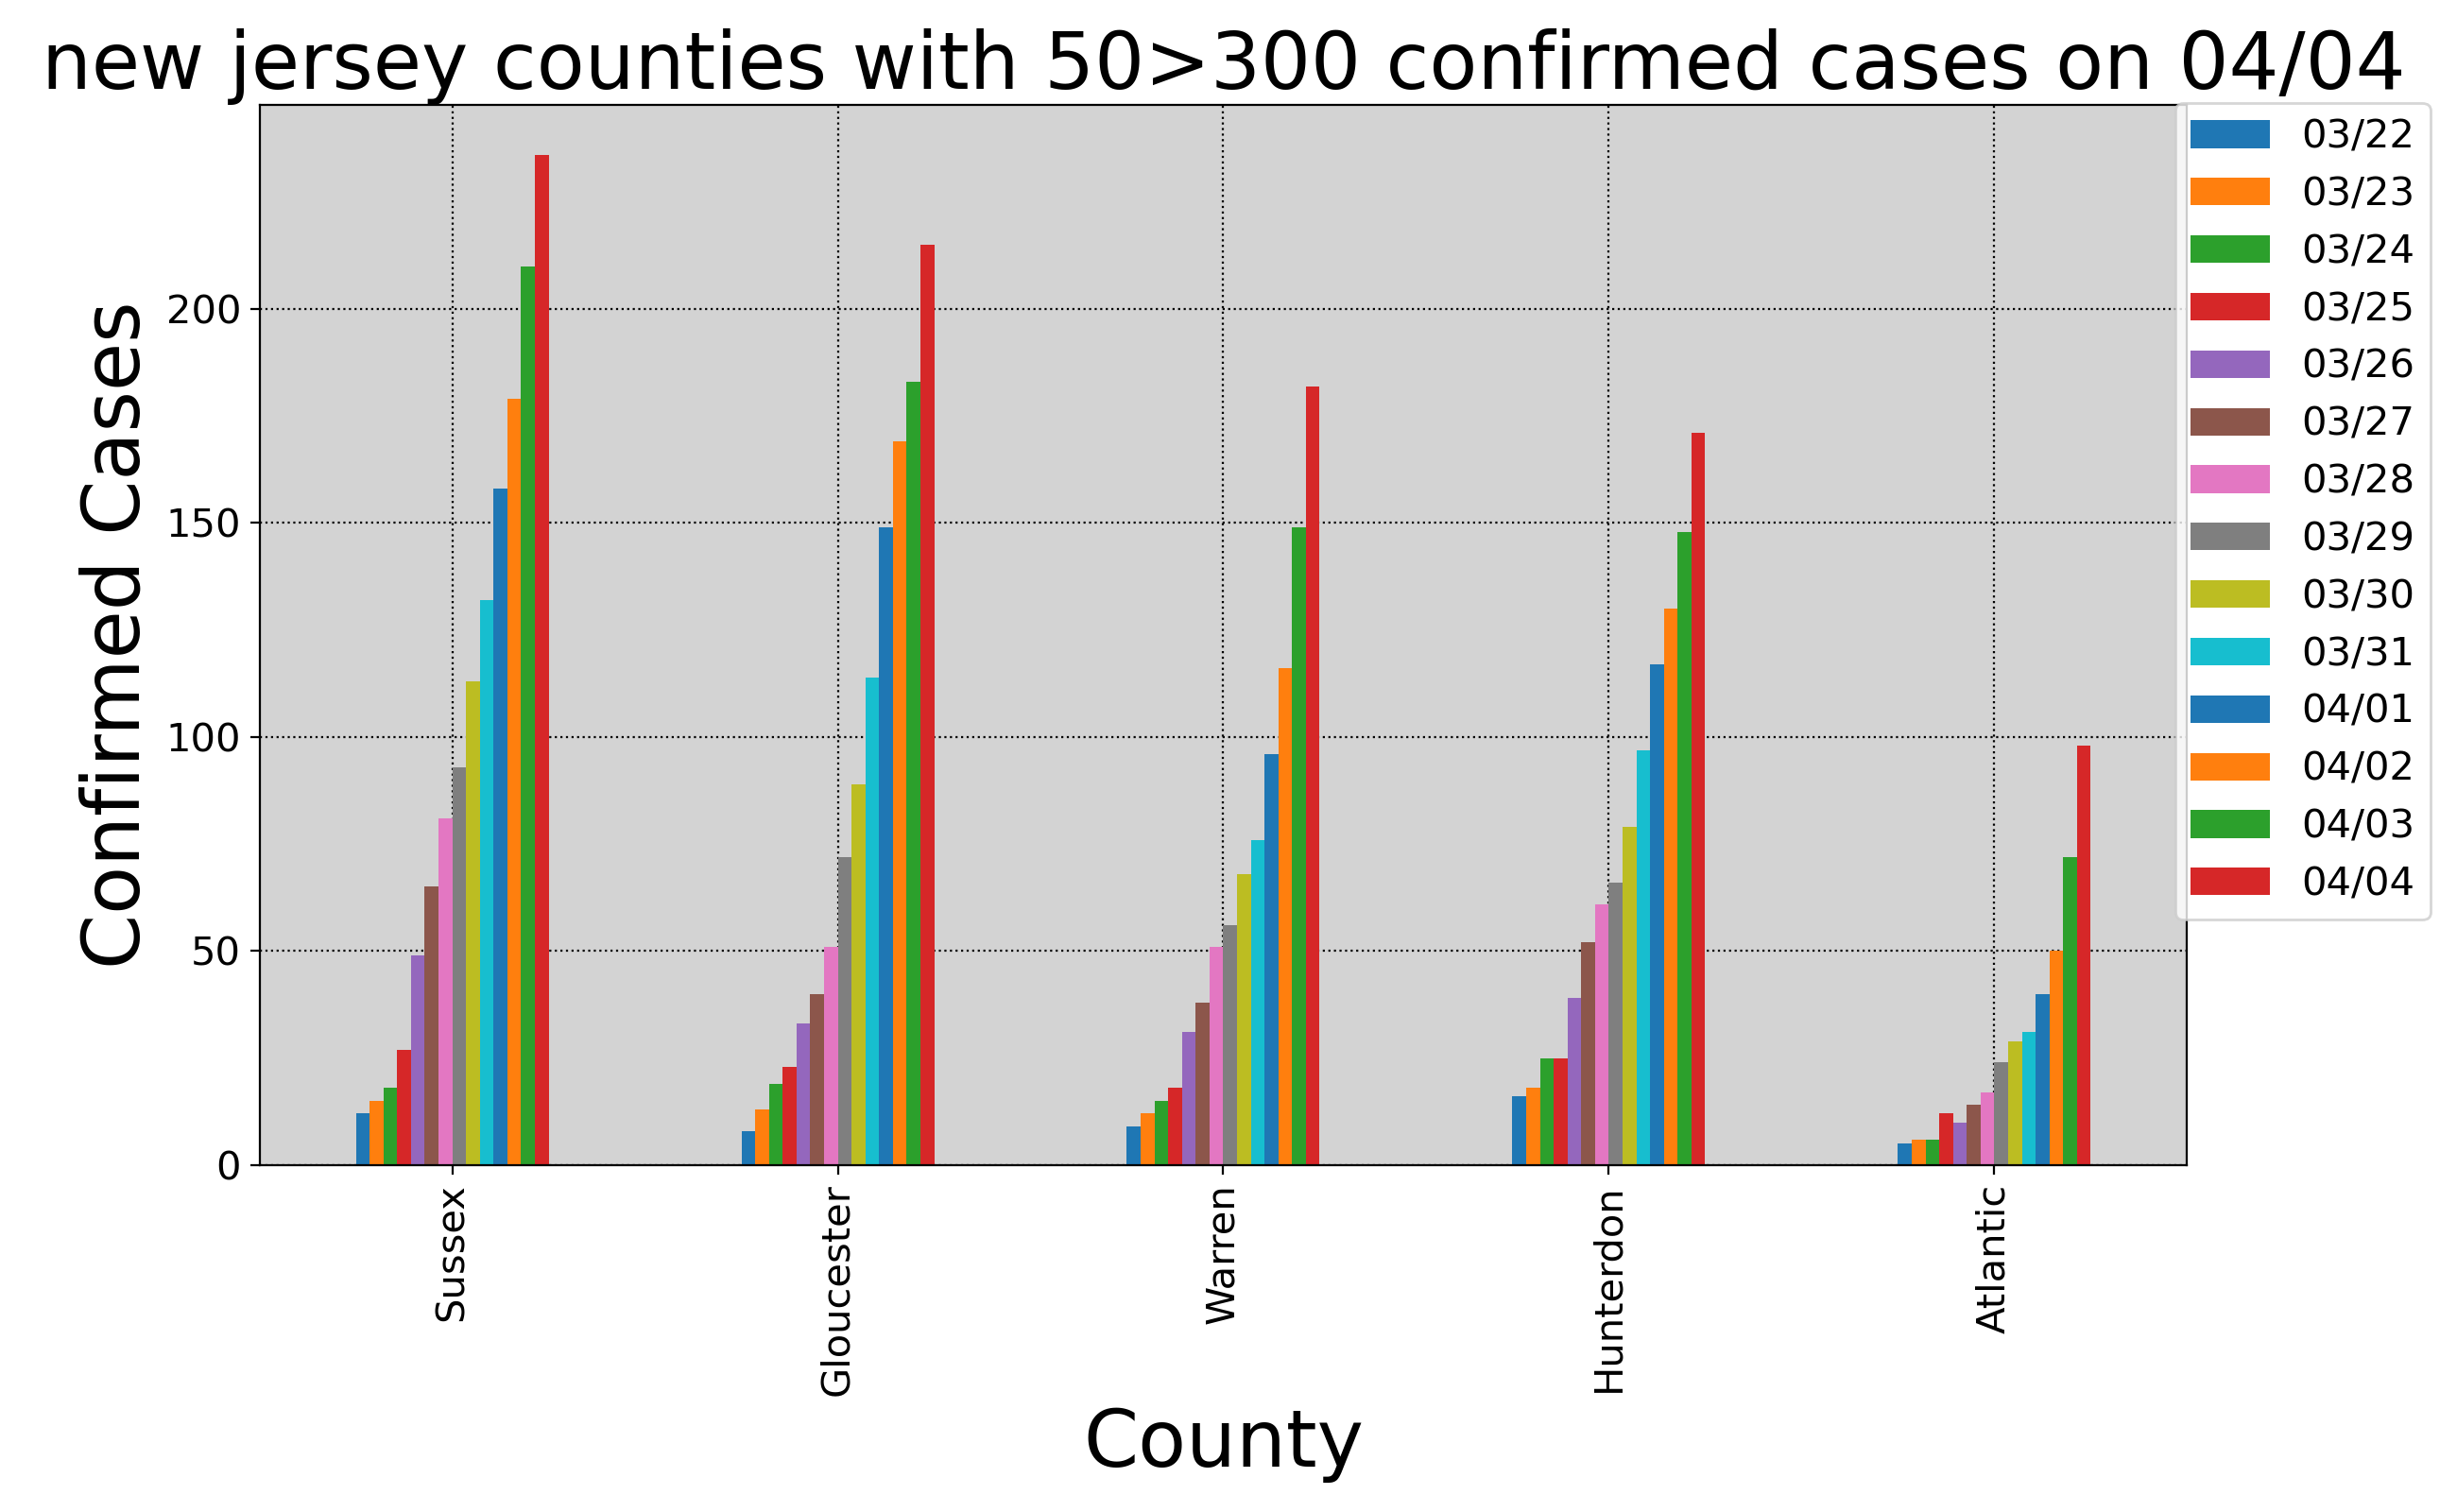 new jersey counties with 50>300 confirmed cases on 04/04
Confirmed Cases
200
150
100
50
0
Sussex
Gloucester
Warren
Hunterdon
Atlantic
County
03/22
03/23
03/24
03/25
03/26
03/27
03/28
03/29
03/30
03/31
04/01
04/02
04/03
04/04